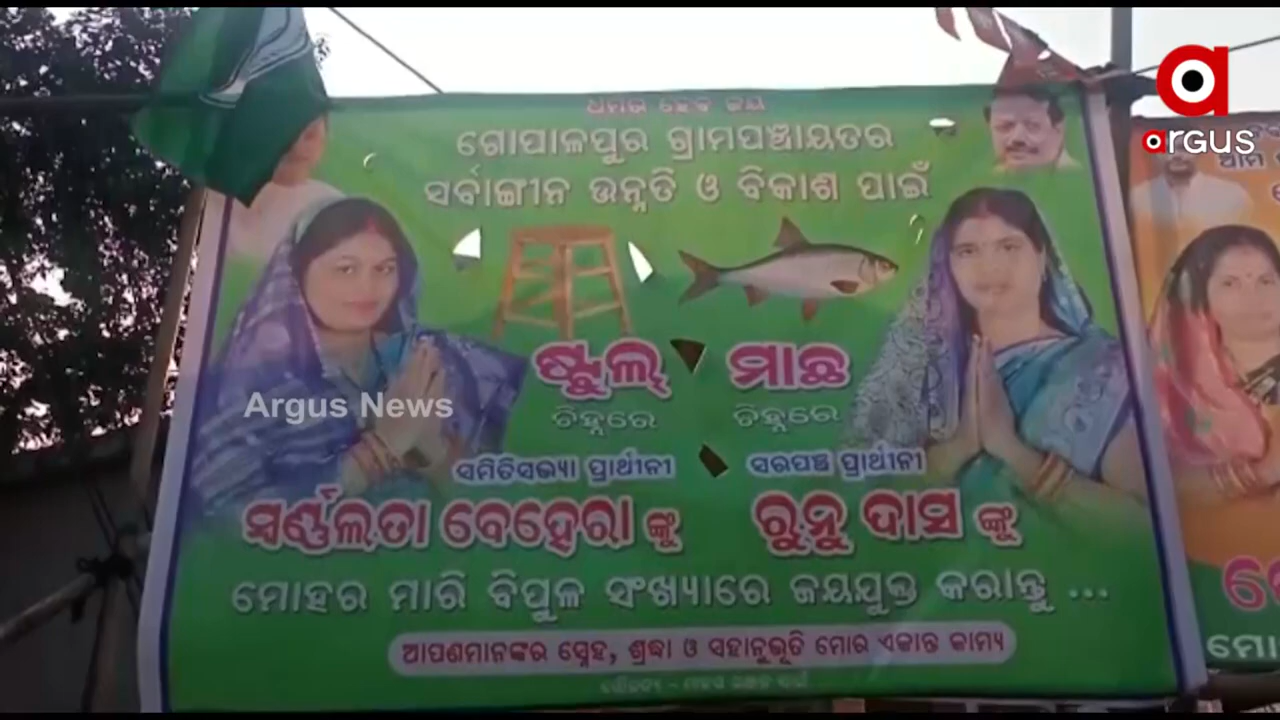 argus
ଗୋପାଳପୁର ଗ୍ରାମପଞ୍ଚାୟତର
ସର୍ବାଙ୍ଗୀନ ଉନ୍ନତି ଓ ବିକାଶ ପାଇଁ
ଷ୍ଟୁଲ୍ ମାଛ
ଚିହ୍ନରେ ଚିହ୍ନରେ
Argus News
ସମିତିସଭ୍ୟା ପ୍ରାର୍ଥୀନୀ ସରପଞ୍ଚ ପ୍ରାର୍ଥୀନୀ
ସ୍ୱର୍ଣ୍ଣଲତା ବେହେରା ଙ୍କୁ ରୁନୁ ଦାସ ଙ୍କୁ
ମୋହର ମାରି ବିପୁଳ ସଂଖ୍ୟାରେ ଜୟଯୁକ୍ତ କରାନ୍ତୁ ...
ଆପଣମାନଙ୍କର ସ୍ନେହ, ଶ୍ରଦ୍ଧା ଓ ସହାନୁଭୂତି ମୋର ଏକାନ୍ତ କାମ୍ୟ